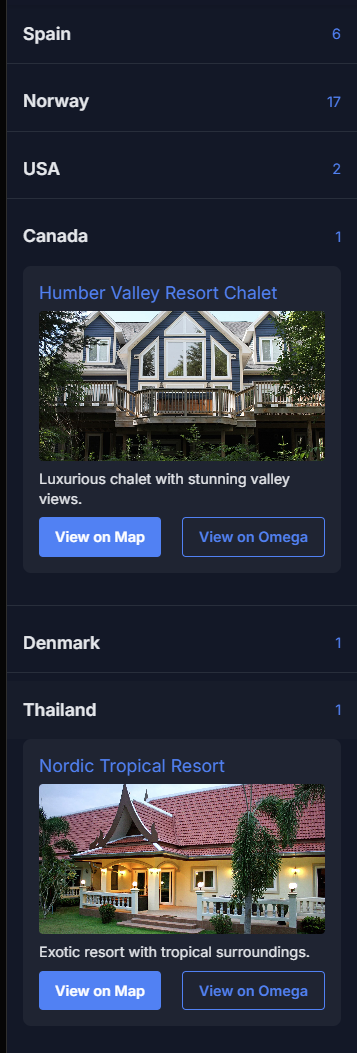 Spain 6
Norway 17
USA 2
Canada 1
Humber Valley Resort Chalet
Luxurious chalet with stunning valley
views.
View on Map View on Omega
Denmark 1
Thailand 1
Nordic Tropical Resort
Exotic resort with tropical surroundings.
View on Map View on Omega